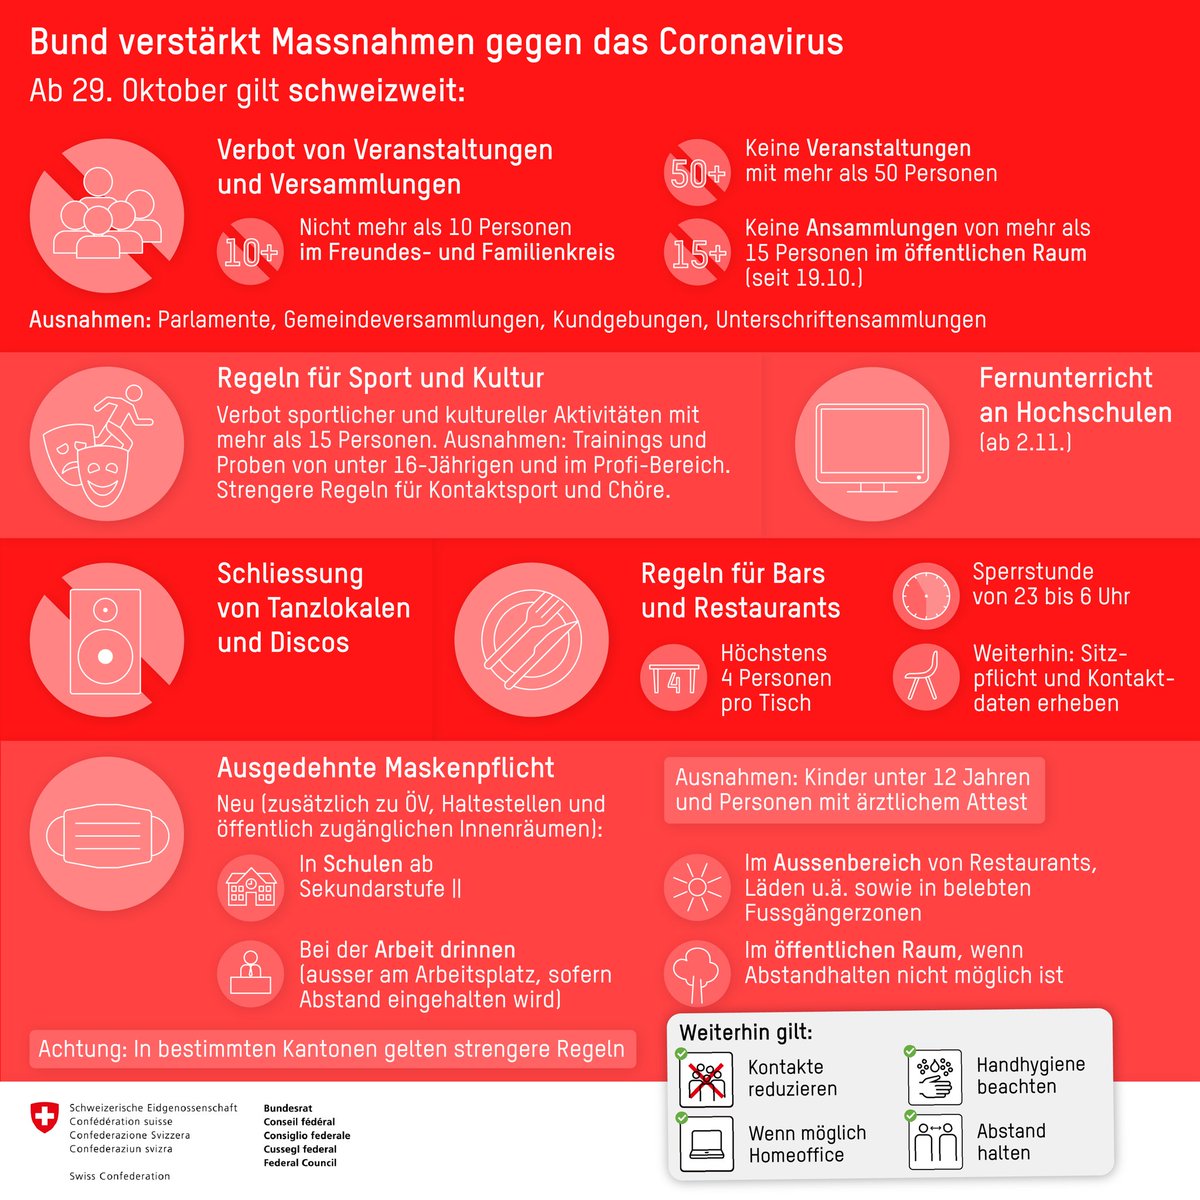 Bund verstärkt Massnahmen gegen das Coronavirus
Ab 29. Oktober gilt schweizweit:
Verbot von Veranstaltungen
und Versammlungen
10+
Nicht mehr als 10 Personen
im Freundes- und Familienkreis
50+
Keine Veranstaltungen
mit mehr als 50 Personen
15+
Keine Ansammlungen von mehr als
15 Personen im öffentlichen Raum
(seit 19.10.)
Ausnahmen: Parlamente, Gemeindeversammlungen, Kundgebungen, Unterschriftensammlungen
Regeln für Sport und Kultur
Verbot sportlicher und kultureller Aktivitäten mit
mehr als 15 Personen. Ausnahmen: Trainings und
Proben von unter 16-Jährigen und im Profi-Bereich.
Strengere Regeln für Kontaktsport und Chöre.
Fernunterricht
an Hochschulen
(ab 2.11.)
Schliessung
von Tanzlokalen
und Discos
Regeln für Bars
und Restaurants
4
Höchstens
4 Personen
pro Tisch
Sperrstunde
von 23 bis 6 Uhr
Weiterhin: Sitz-
pflicht und Kontakt-
daten erheben
Ausgedehnte Maskenpflicht
Neu (zusätzlich zu ÖV, Haltestellen und
öffentlich zugänglichen Innenräumen):
In Schulen ab
Sekundarstufe II
Bei der Arbeit drinnen
(ausser am Arbeitsplatz, sofern
Abstand eingehalten wird)
Ausnahmen: Kinder unter 12 Jahren
und Personen mit ärztlichem Attest
Im Aussenbereich von Restaurants,
Läden u.ä. sowie in belebten
Fussgängerzonen
Im öffentlichen Raum, wenn
Abstandhalten nicht möglich ist
Achtung: In bestimmten Kantonen gelten strengere Regeln
Weiterhin gilt:
Kontakte
reduzieren
Handhygiene
beachten
Wenn möglich
Homeoffice
Abstand
halten
Schweizerische Eidgenossenschaft
Confédération suisse
Confederazione Svizzera
Confederaziun svizra
Swiss Confederation
Bundesrat
Conseil fédéral
Consiglio federale
Cussegl federal
Federal Council